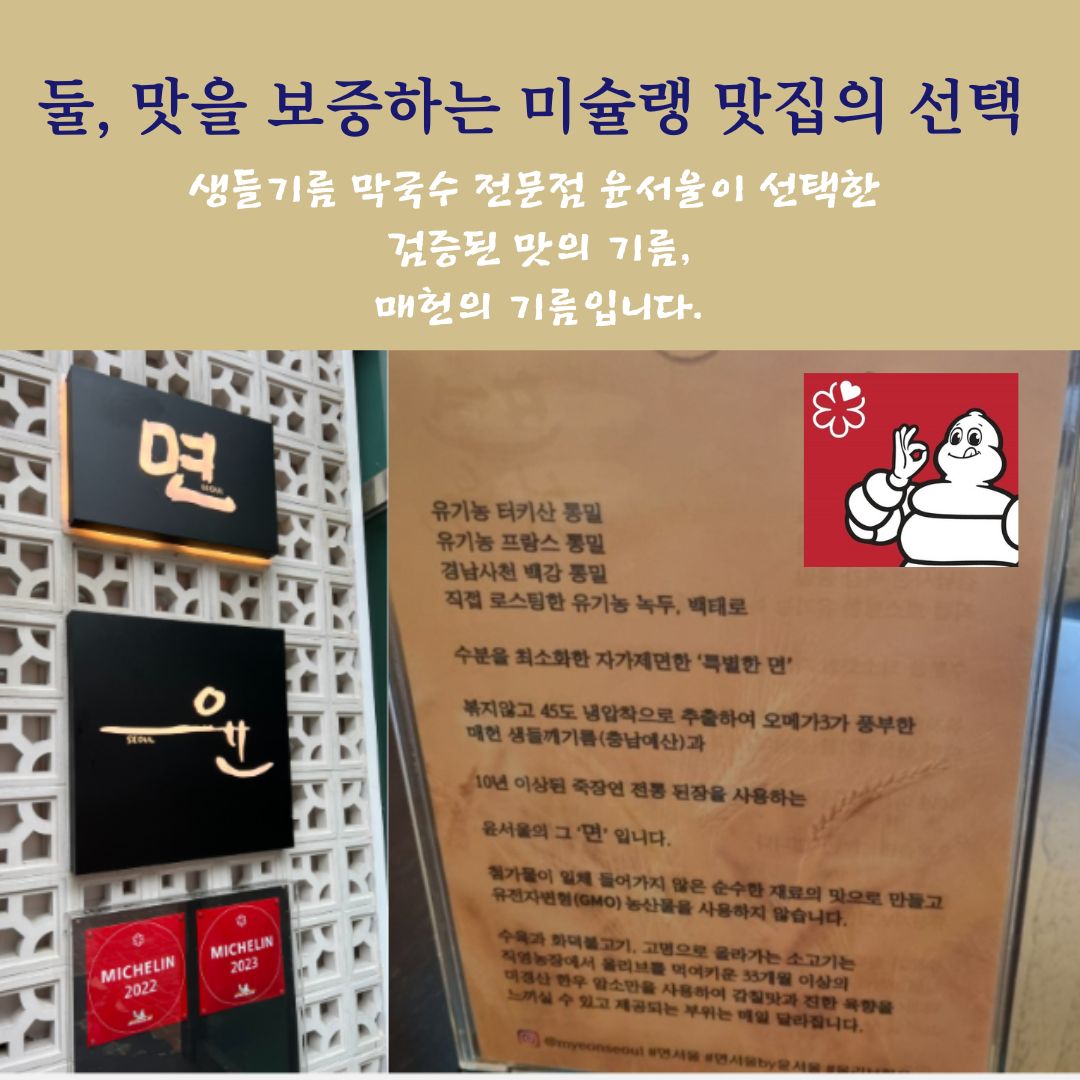 둘, 맛을 보증하는 미슐랭 맛집의 선택
생들기름 막국수 전문점 윤서울이 선택한
검증된 맛의 기름,
매헌의 기름입니다.
면
SEOUL
윤
SEOUL
MICHELIN
2022
MICHELIN
2023
유기농 터키산 통밀
유기농 프랑스 통밀
경남사천 백강 통밀
직접 로스팅한 유기농 녹두, 백태로
수분을 최소화한 자가제면한 '특별한 면'
볶지않고 45도 냉압착으로 추출하여 오메가3가 풍부한
매헌 생들깨기름(충남예산)과
10년 이상된 죽장연 전통 된장을 사용하는
윤서울의 그 '면' 입니다.
첨가물이 일체 들어가지 않은 순수한 재료의 맛으로 만들고
유전자변형(GMO) 농산물을 사용하지 않습니다.
수육과 화덕불고기, 고명으로 올라가는 소고기는
직영농장에서 올리브를 먹여키운 33개월 이상의
미경산 한우 암소만을 사용하여 감칠맛과 진한 육향을
느끼실 수 있고 제공되는 부위는 매일 달라집니다.
@myeonseoul #면서울 #면서울by윤서울